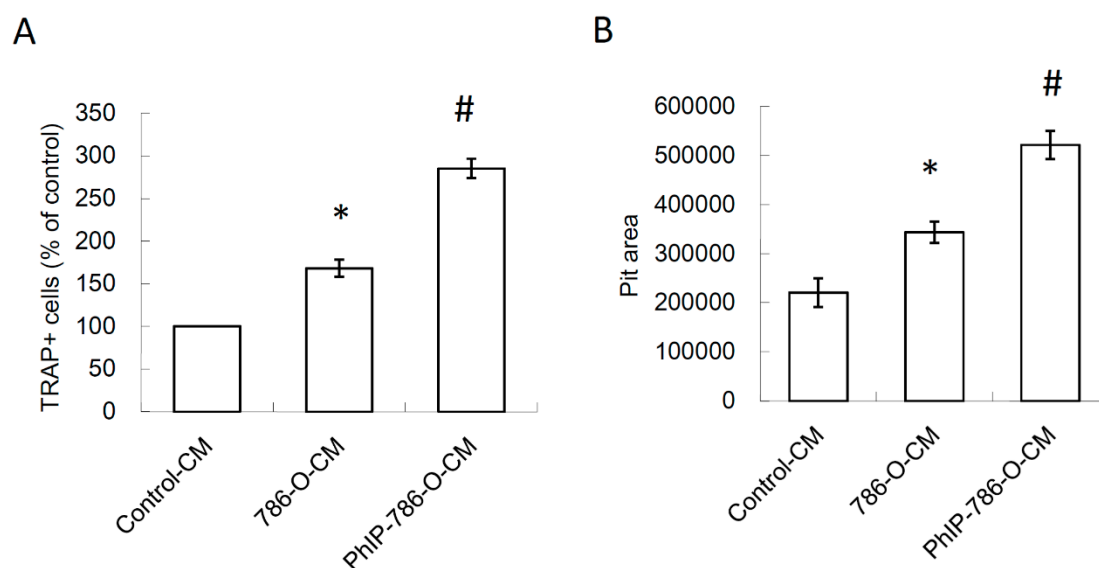 A
TRAP+ cells (% of control)
350
300
250
200
150
100
50
0
*
#
Control-CM
786-O-CM
PhIP-786-O-CM
B
Pit area
600000
500000
400000
300000
200000
100000
0
*
#
Control-CM
786-O-CM
PhIP-786-O-CM